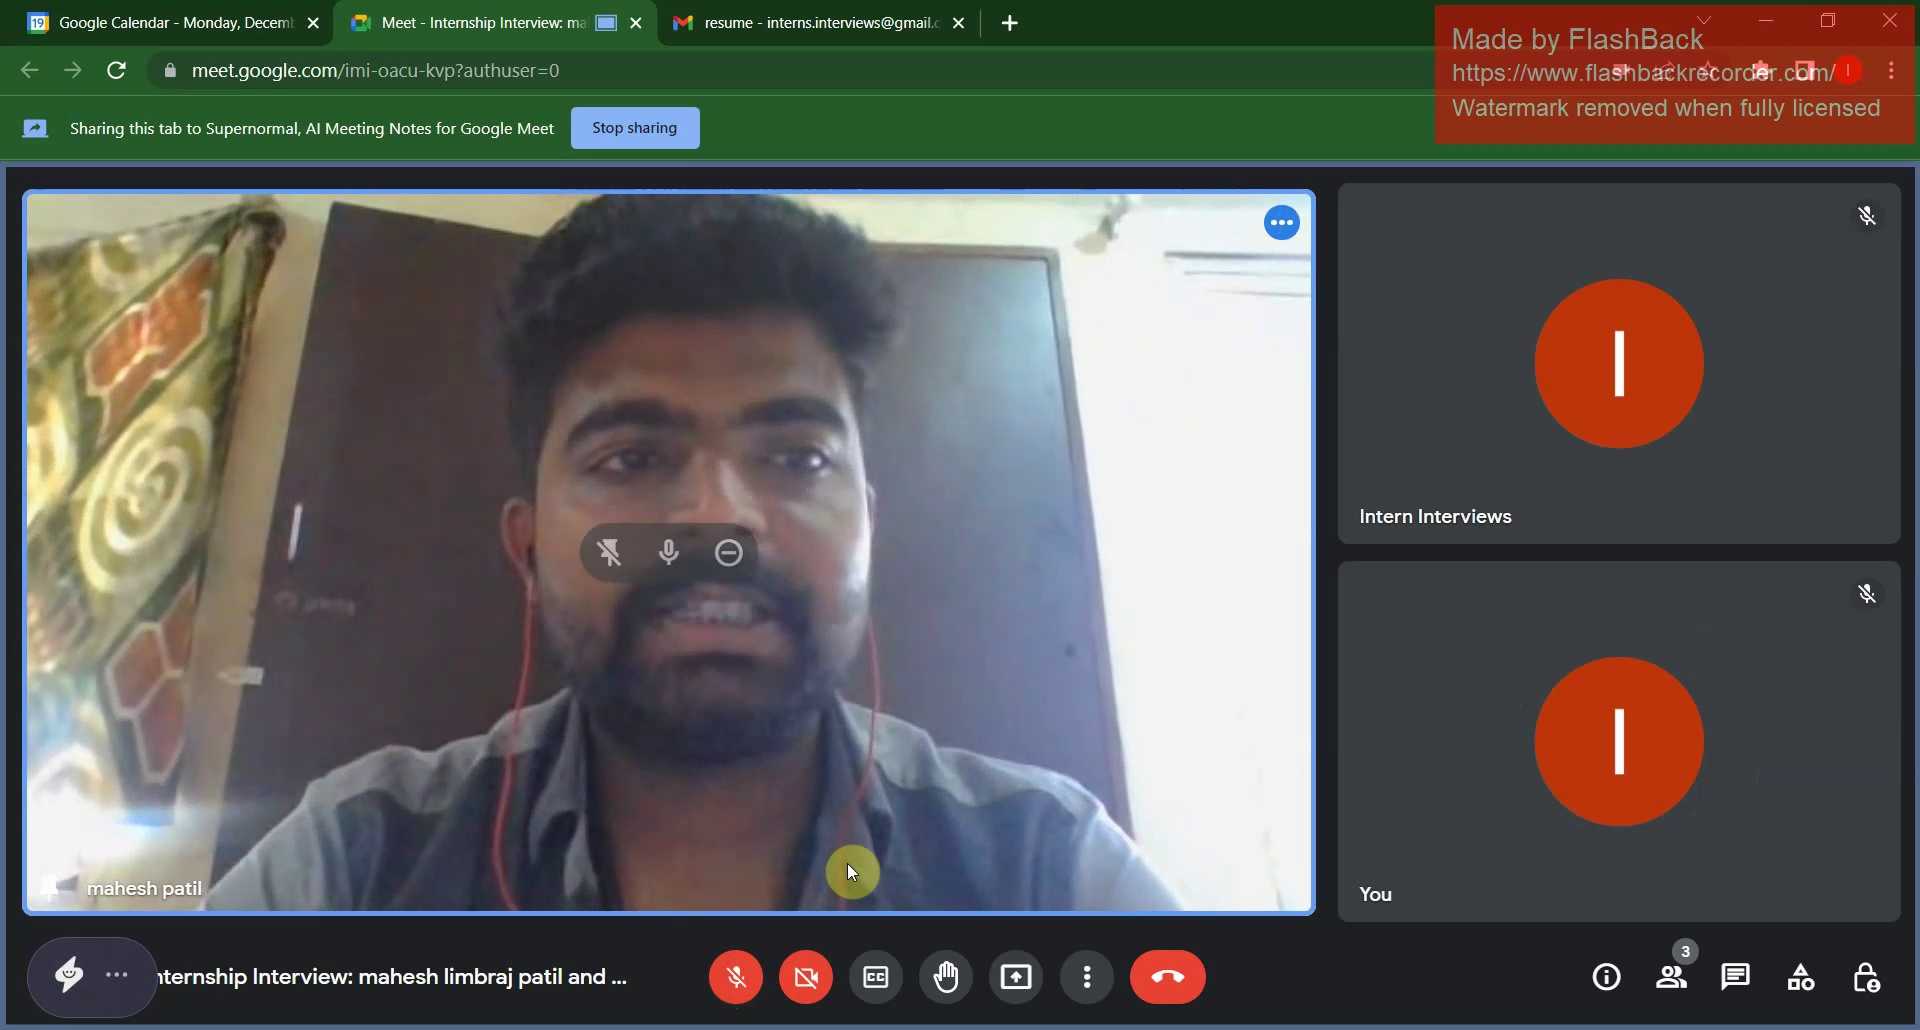 Google Calendar - Monday, Decem
Meet - Internship Interview: ma
resume - interns.interviews@gmail.c
Made by FlashBack
https://www.flashbackrecorder.com/
Watermark removed when fully licensed
meet.google.com/imi-oacu-kvp?authuser=0
Sharing this tab to Supernormal, AI Meeting Notes for Google Meet
Stop sharing
19
I
I
Intern Interviews
I
You
mahesh patil
nternship Interview: mahesh limbraj patil and ...
CC
3